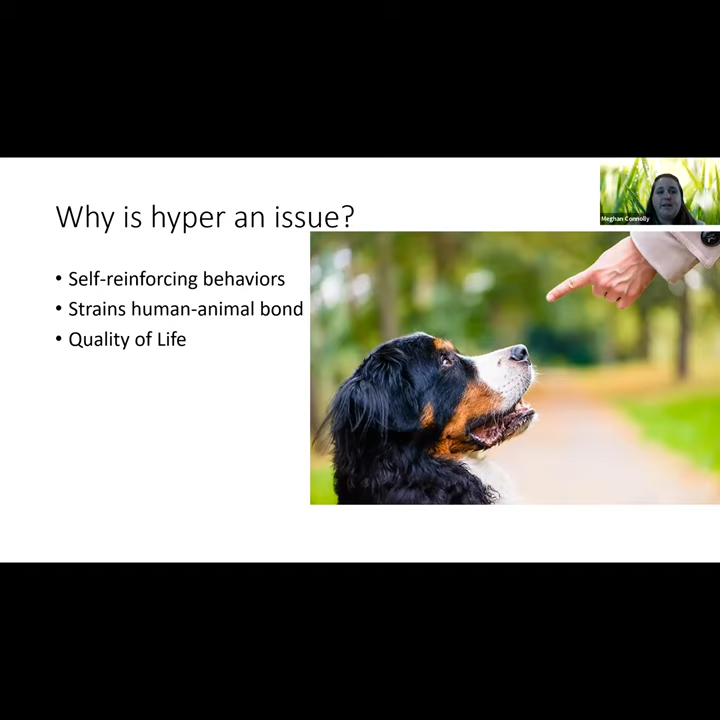 Why is hyper an issue?
• Self-reinforcing behaviors
• Strains human-animal bond
• Quality of Life
Meghan Connolly